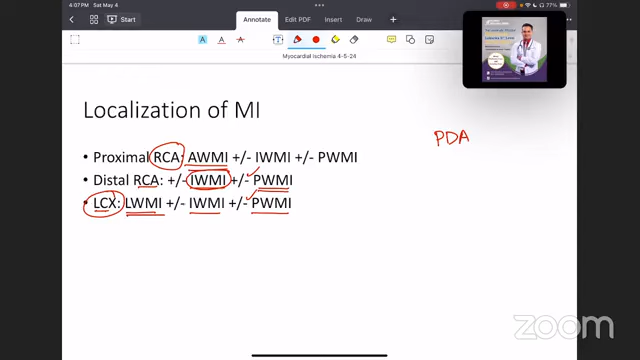 4:07 PM Sat May 4
77%
Annotate Edit PDF Insert Draw
Start
Myocardial Ischemia 4-5-24
Localization of MI
PDA
• Proximal RCA: AWMI +/- IWMI +/- PWMI
• Distal RCA: +/- IWMI +/- PWMI
• LCX: LWMI +/- IWMI +/- PWMI
zoom